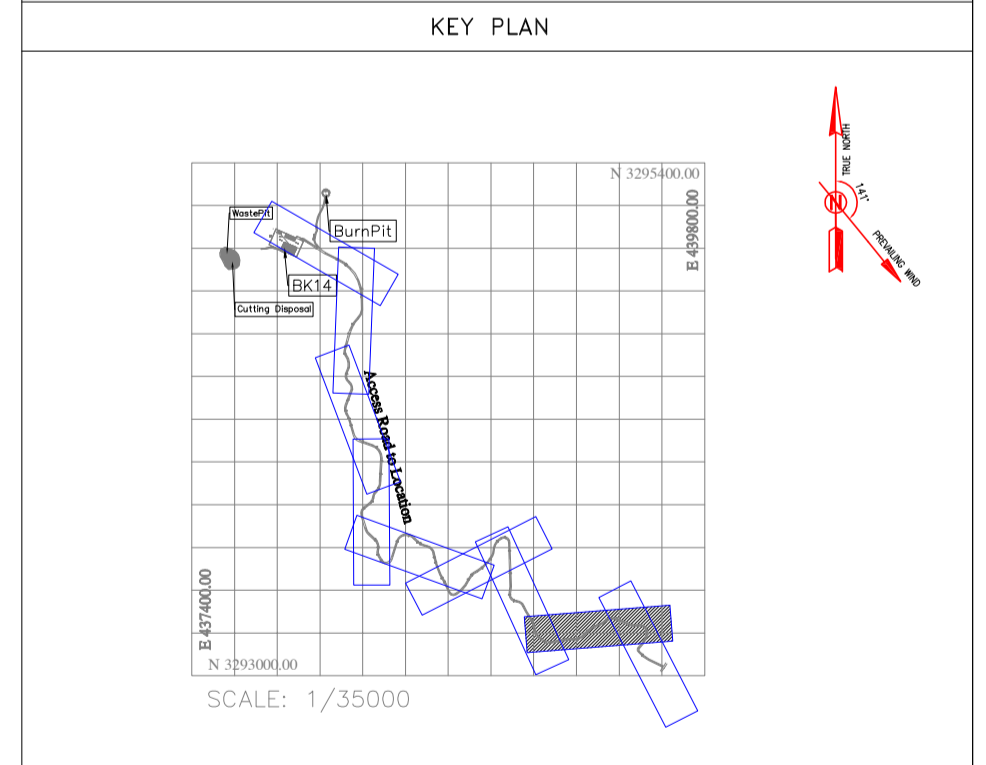 KEY PLAN
N 3295400.00
E 439800.00
TRUE NORTH
N
141°
PREVAILING WIND
WastePit
BurnPit
BK14
Cutting Disposal
Access Road to Location
E 437400.00
N 3293000.00
SCALE: 1/35000